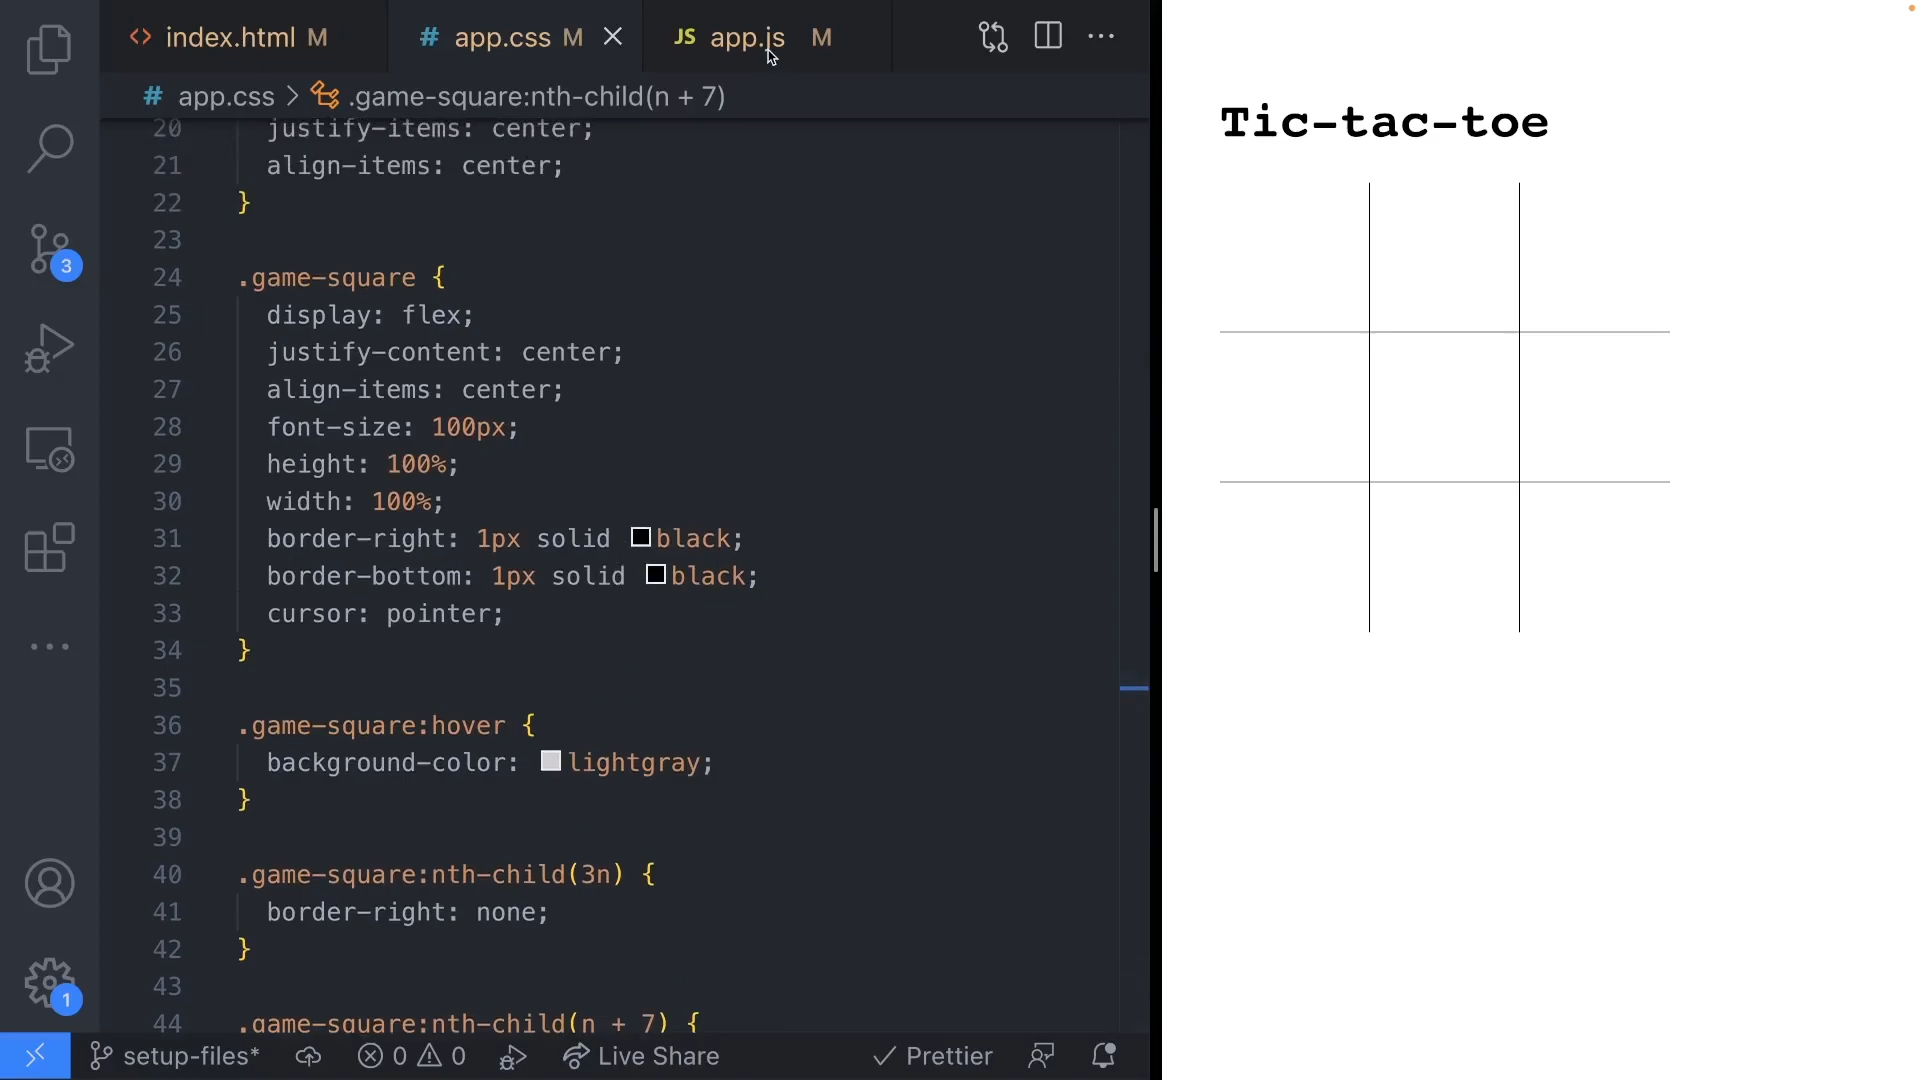 index.html M
app.css M
JS app.js M
app.css > .game-square:nth-child(n + 7)
20 justify-items: center;
21 align-items: center;
22 }
23
24 .game-square {
25 display: flex;
26 justify-content: center;
27 align-items: center;
28 font-size: 100px;
29 height: 100%;
30 width: 100%;
31 border-right: 1px solid black;
32 border-bottom: 1px solid black;
33 cursor: pointer;
34 }
35
36 .game-square:hover {
37 background-color: lightgray;
38 }
39
40 .game-square:nth-child(3n) {
41 border-right: none;
42 }
43
44 .game-square:nth-child(n + 7) {
3
1
setup-files* 0 0 Live Share Prettier
Tic-tac-toe